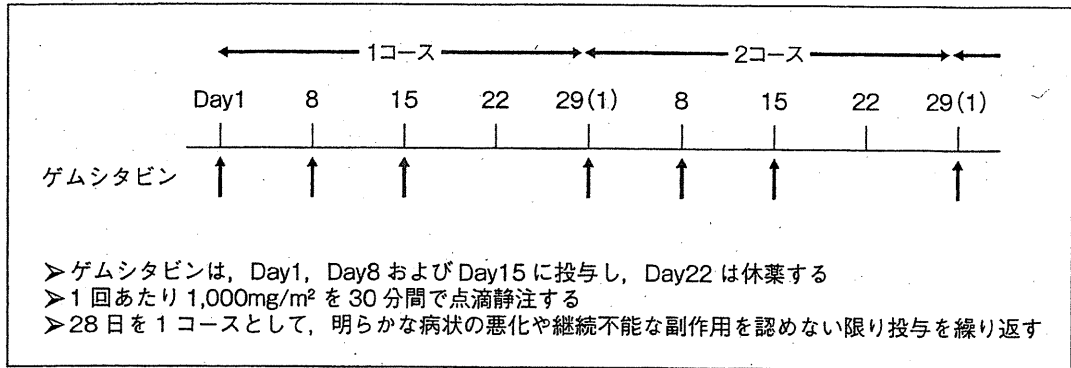 1コース 2コース
Day1 8 15 22 29(1) 8 15 22 29(1)
ゲムシタビン
➤ゲムシタビンは，Day1，Day8 および Day15 に投与し，Day22 は休薬する
➤1 回あたり 1,000mg/m² を 30 分間で点滴静注する
➤28 日を 1 コースとして，明らかな病状の悪化や継続不能な副作用を認めない限り投与を繰り返す